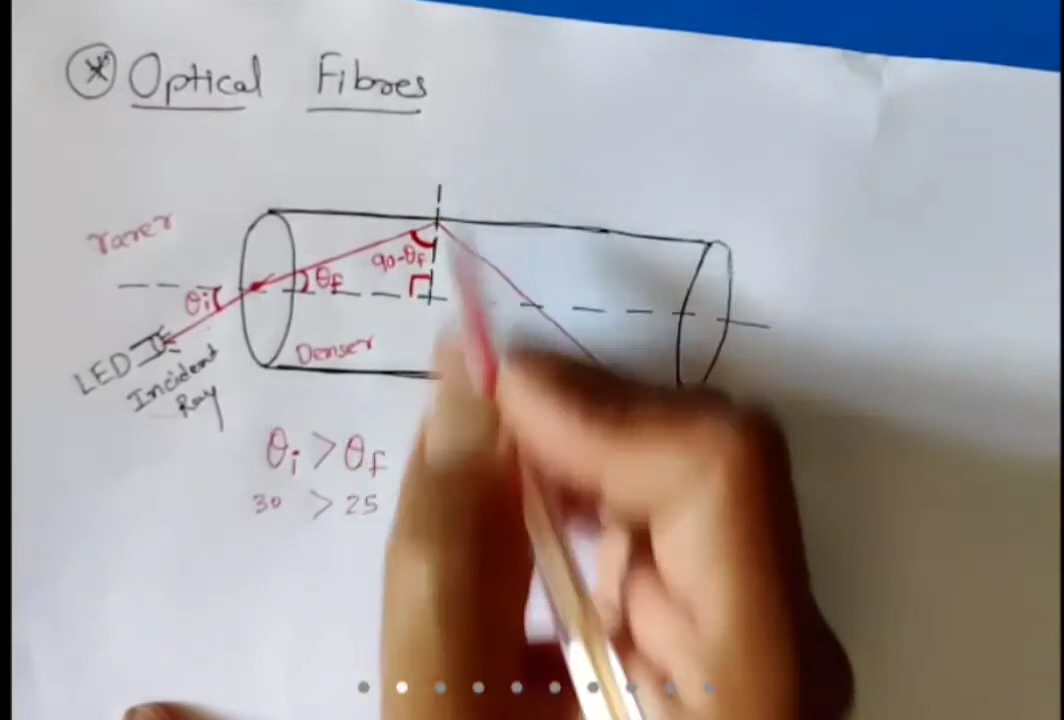 * Optical Fibres
rarer
90-θf
θf
θi
Denser
LED
Incident
Ray
θi > θf
30 > 25